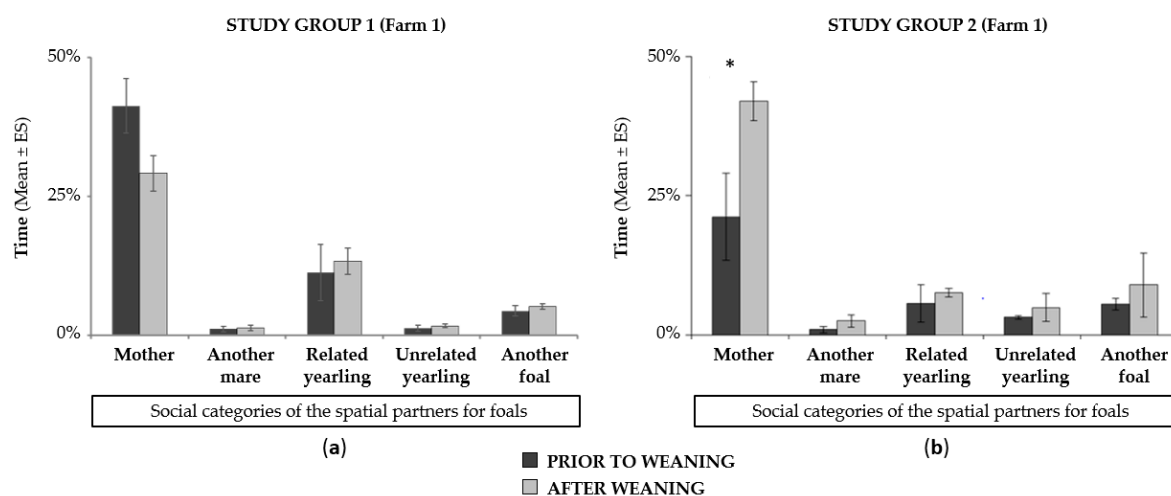 STUDY GROUP 1 (Farm 1)
50%
25%
0%
Time (Mean ± ES)
Mother
Another mare
Related yearling
Unrelated yearling
Another foal
Social categories of the spatial partners for foals
(a)
STUDY GROUP 2 (Farm 1)
50%
25%
0%
Time (Mean ± ES)
*
Mother
Another mare
Related yearling
Unrelated yearling
Another foal
Social categories of the spatial partners for foals
(b)
PRIOR TO WEANING
AFTER WEANING